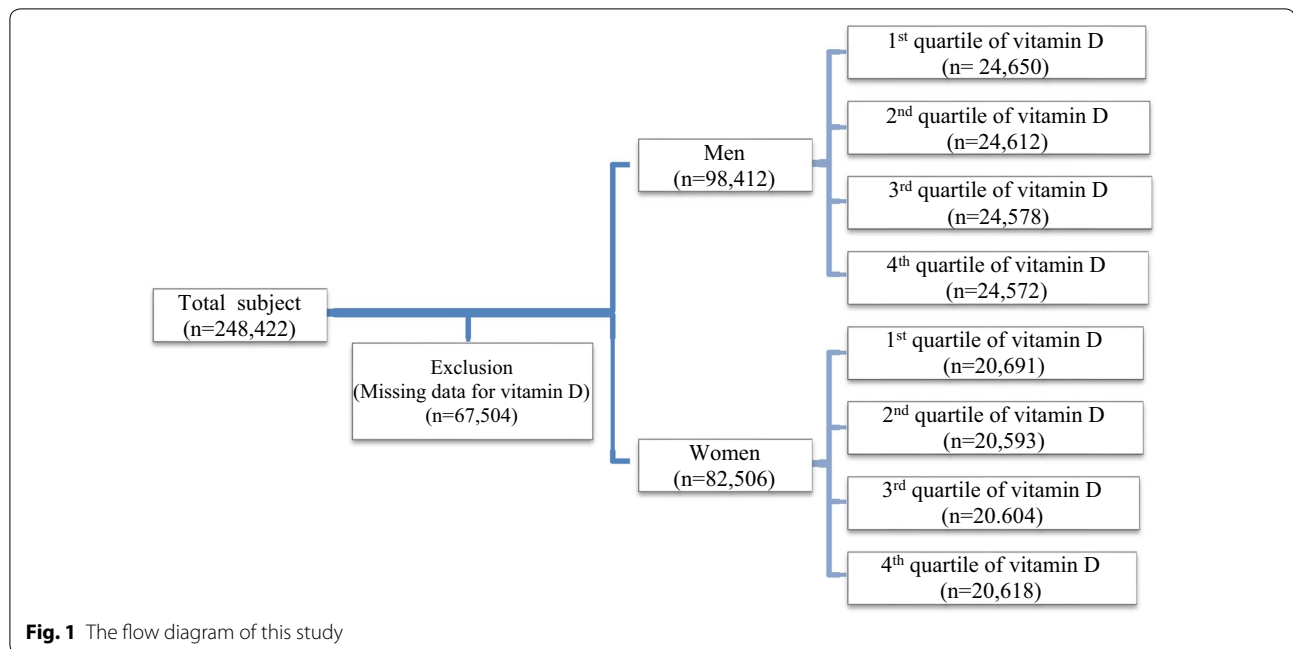 Total subject
(n=248,422)
Exclusion
(Missing data for vitamin D)
(n=67,504)
Men
(n=98,412)
1st quartile of vitamin D
(n= 24,650)
2nd quartile of vitamin D
(n=24,612)
3rd quartile of vitamin D
(n=24,578)
4th quartile of vitamin D
(n=24,572)
Women
(n=82,506)
1st quartile of vitamin D
(n=20,691)
2nd quartile of vitamin D
(n=20,593)
3rd quartile of vitamin D
(n=20.604)
4th quartile of vitamin D
(n=20,618)
Fig. 1 The flow diagram of this study